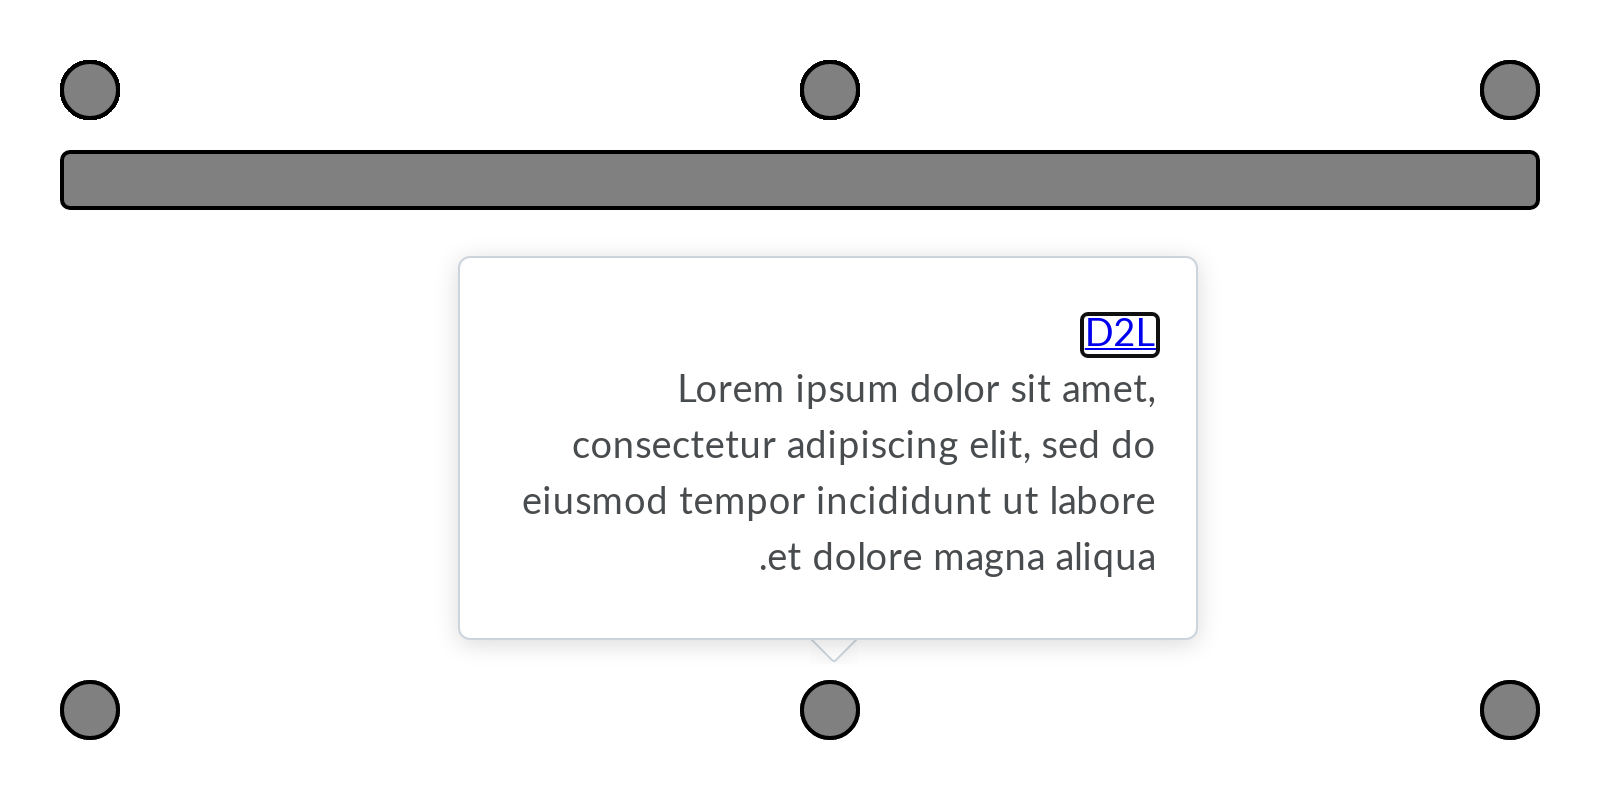 D2L
Lorem ipsum dolor sit amet,
consectetur adipiscing elit, sed do
eiusmod tempor incididunt ut labore
.et dolore magna aliqua